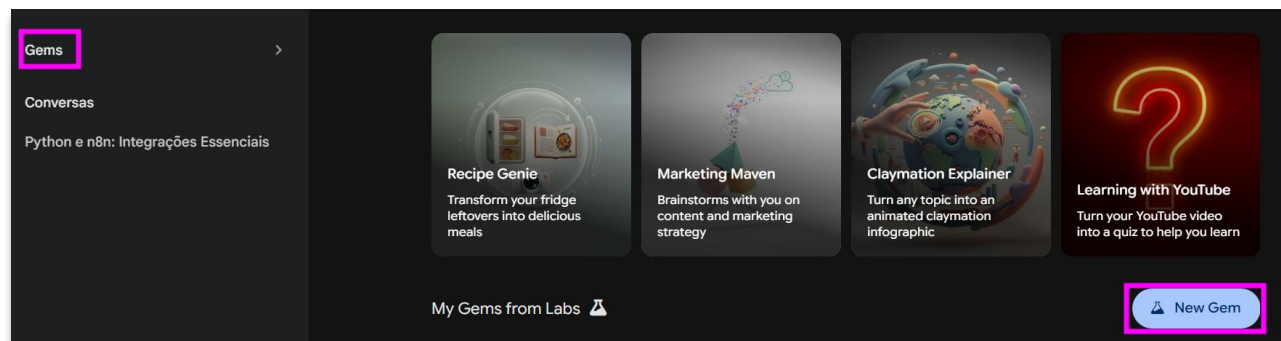 Gems
Conversas
Python e n8n: Integrações Essenciais
Recipe Genie
Transform your fridge
leftovers into delicious
meals
Marketing Maven
Brainstorms with you on
content and marketing
strategy
Claymation Explainer
Turn any topic into an
animated claymation
infographic
Learning with YouTube
Turn your YouTube video
into a quiz to help you learn
My Gems from Labs
New Gem